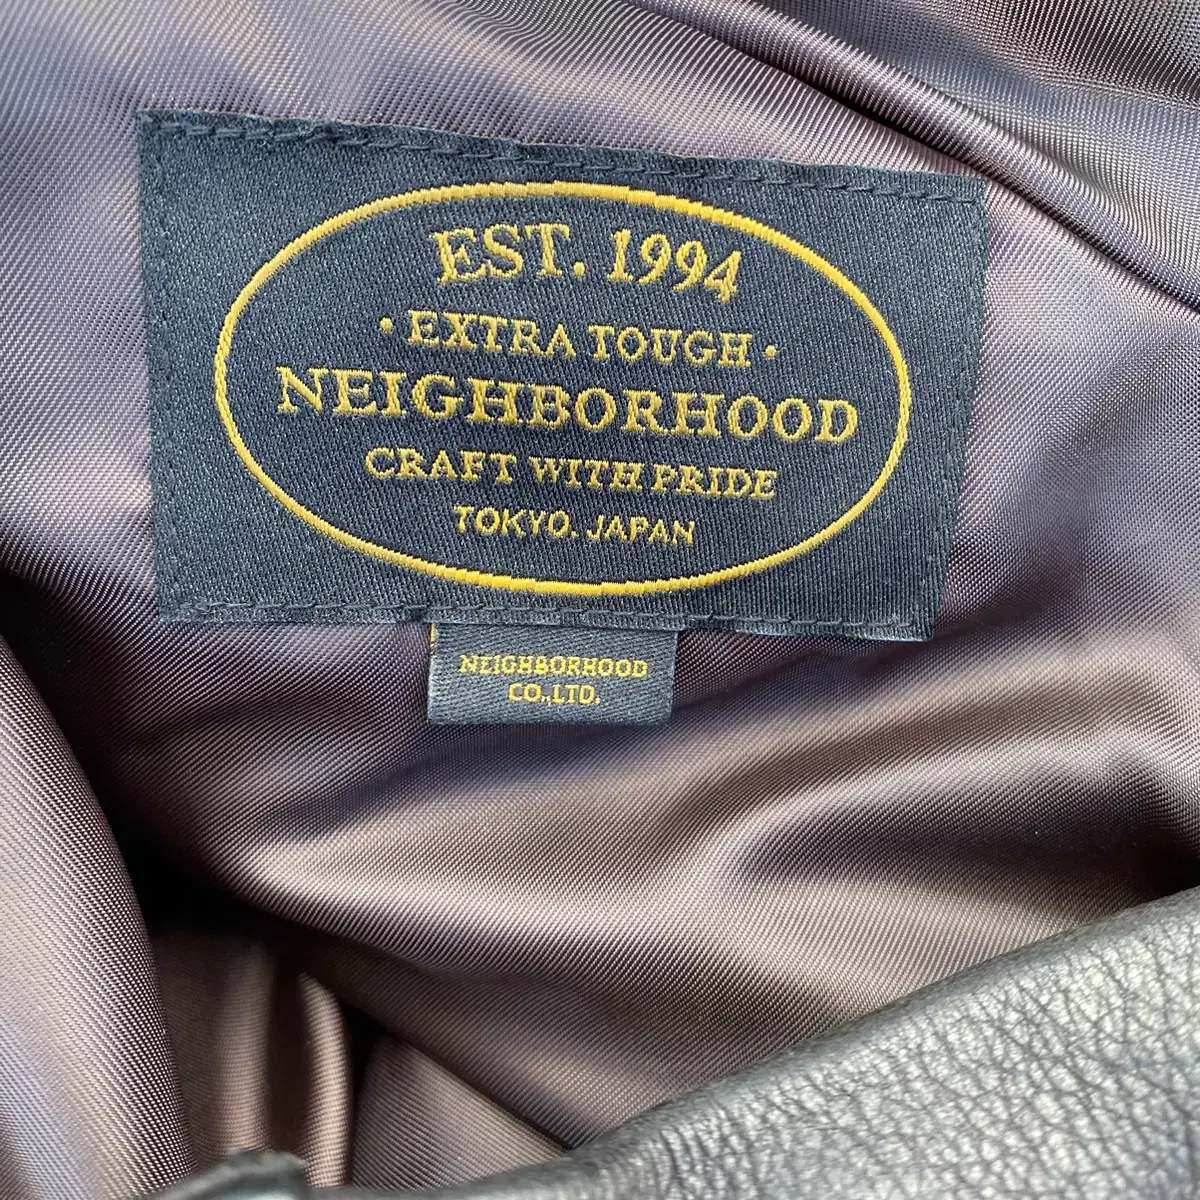 EST. 1994
· EXTRA TOUGH ·
NEIGHBORHOOD
CRAFT WITH PRIDE
TOKYO. JAPAN
NEIGHBORHOOD
CO.,LTD.